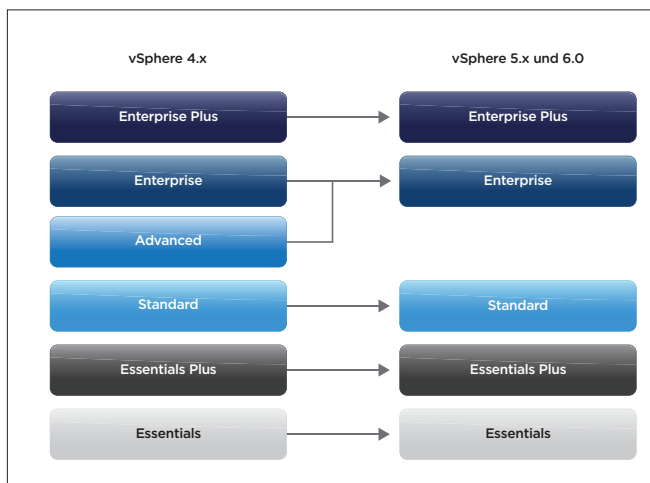 vSphere 4.x
vSphere 5.x und 6.0
Enterprise Plus
Enterprise Plus
Enterprise
Enterprise
Advanced
Standard
Standard
Essentials Plus
Essentials Plus
Essentials
Essentials